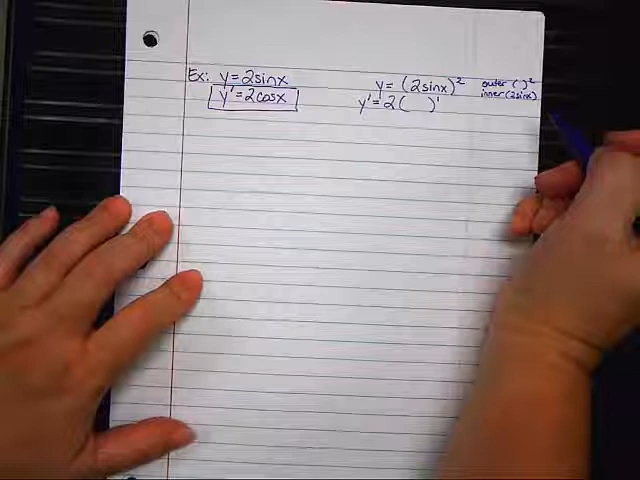 Ex: y = 2sinx
y' = 2cosx
y = (2sinx)²
y' = 2(    )'
outer ( )²
inner (2sinx)